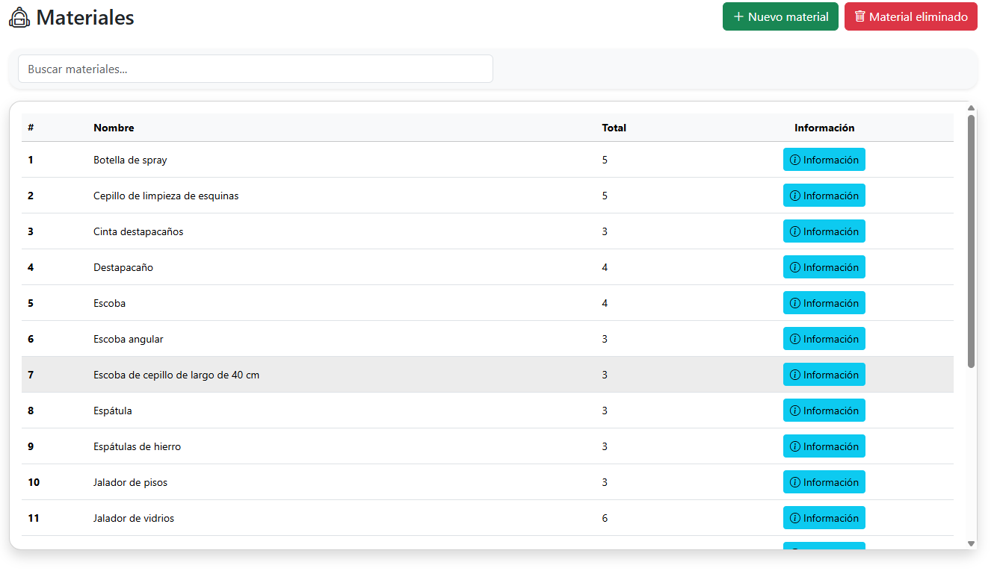 Materiales
+ Nuevo material
Material eliminado
Buscar materiales...
# Nombre Total Información
1 Botella de spray 5 Información
2 Cepillo de limpieza de esquinas 5 Información
3 Cinta destapacaños 3 Información
4 Destapacaño 4 Información
5 Escoba 4 Información
6 Escoba angular 3 Información
7 Escoba de cepillo de largo de 40 cm 3 Información
8 Espátula 3 Información
9 Espátulas de hierro 3 Información
10 Jalador de pisos 3 Información
11 Jalador de vidrios 6 Información